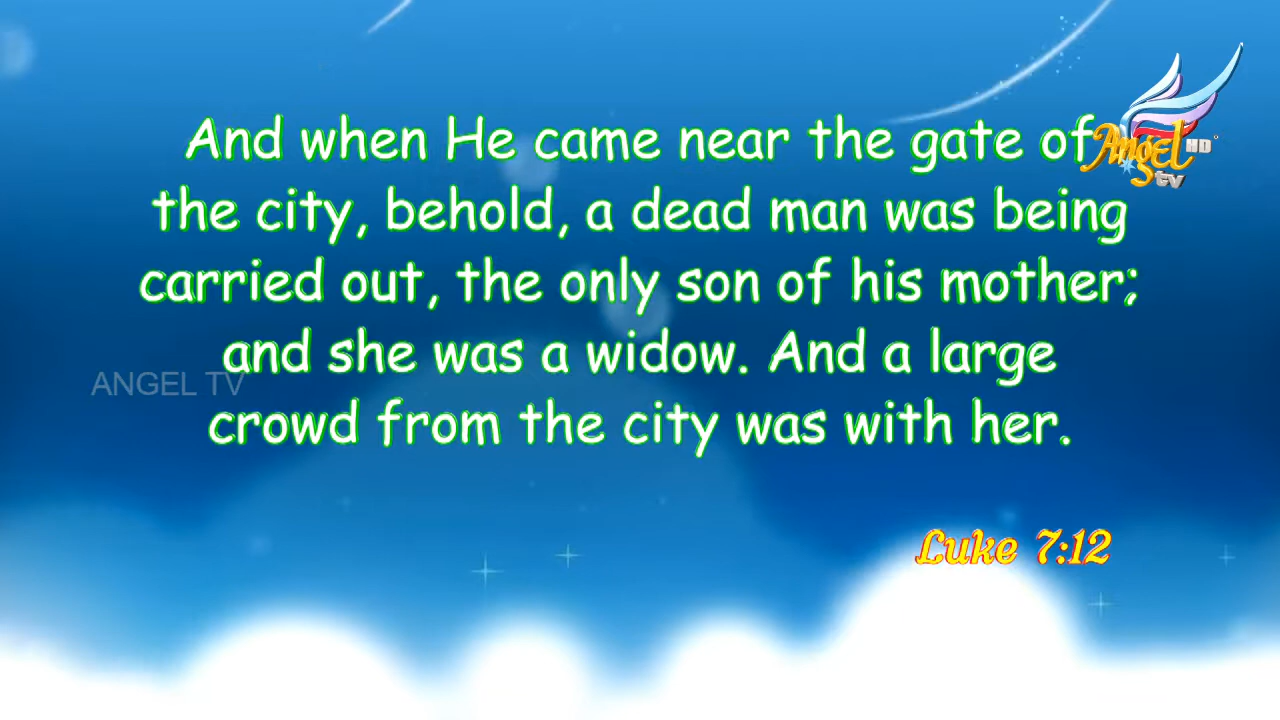 And when He came near the gate of
the city, behold, a dead man was being
carried out, the only son of his mother;
and she was a widow. And a large
crowd from the city was with her.
Luke 7:12
ANGEL TV
Angel HD
tv